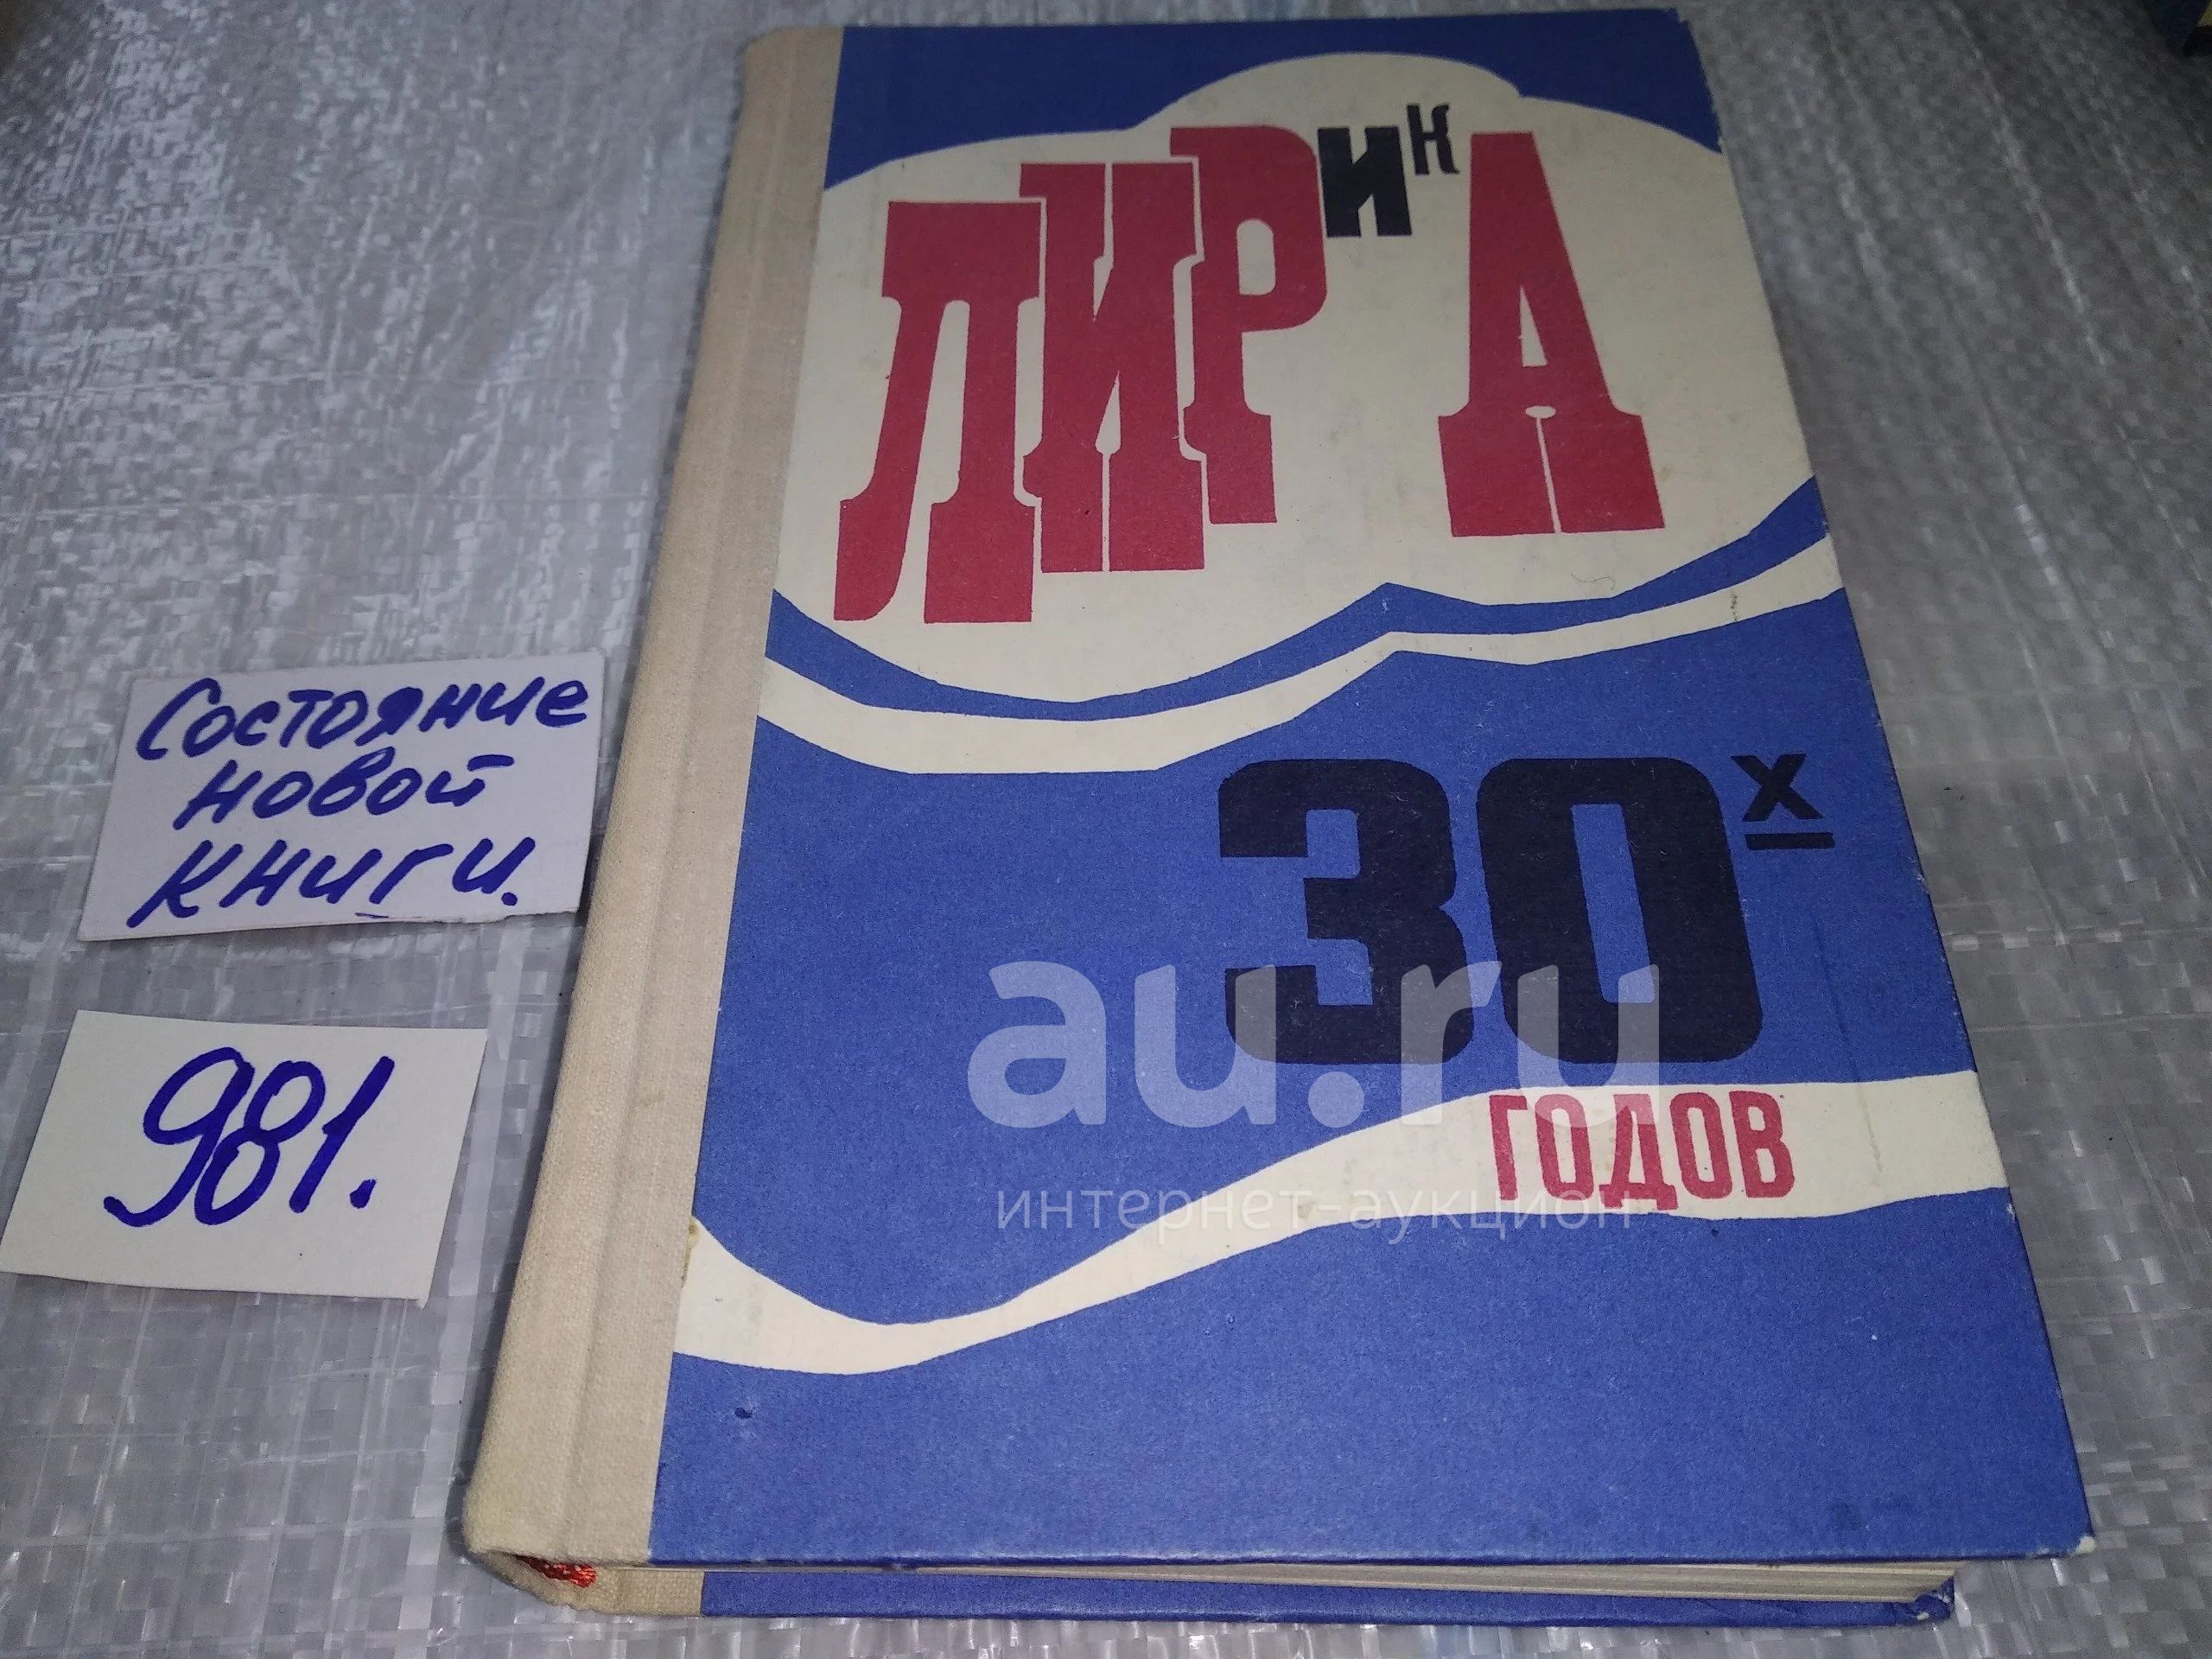 ЛИРИКА
30х
ГОДОВ
Состояние
новой
книги.
981.
au.ru
интернет-аукцион